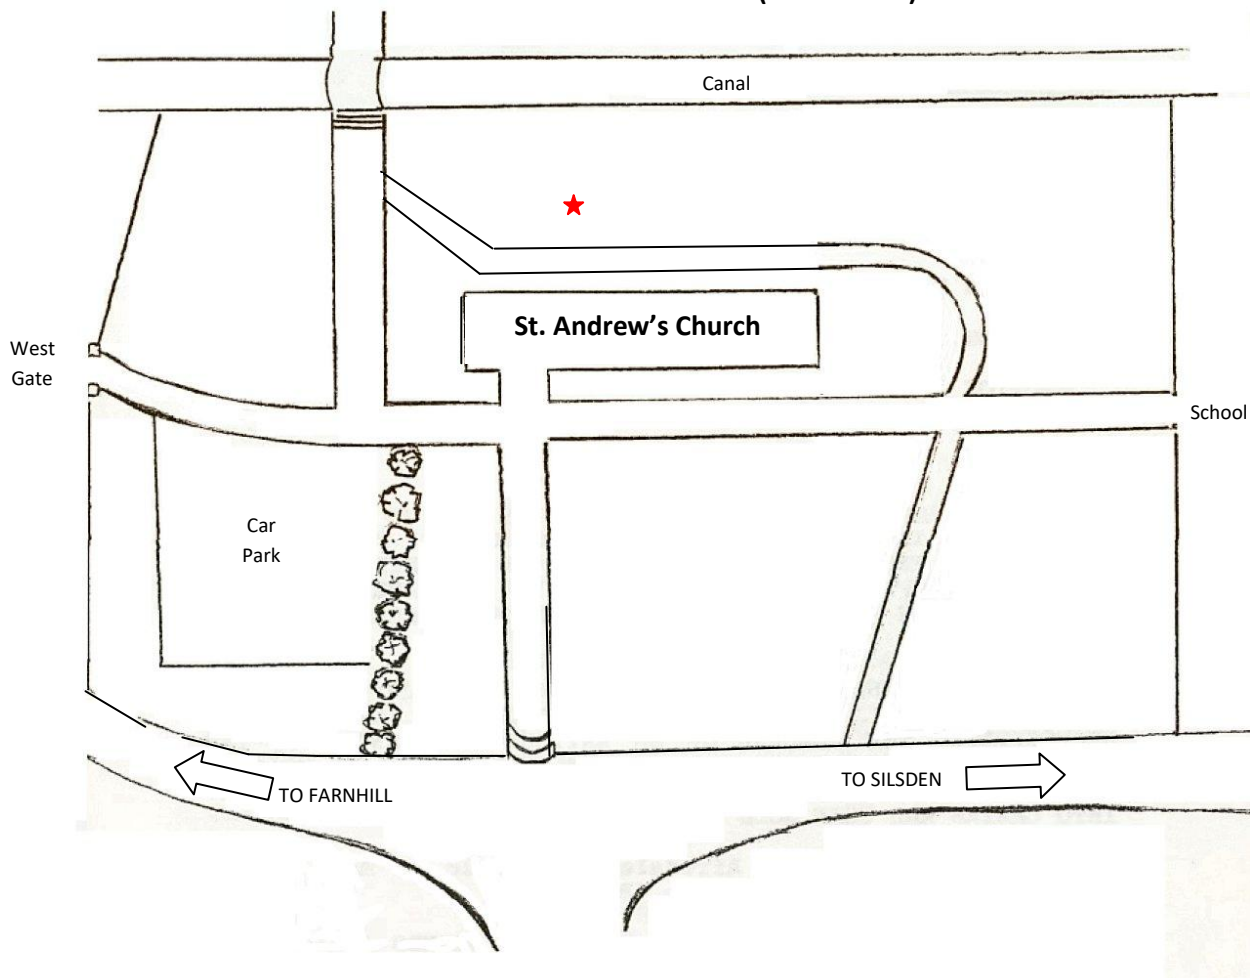 Canal
St. Andrew's Church
West
Gate
School
Car
Park
TO SILSDEN
TO FARNHILL